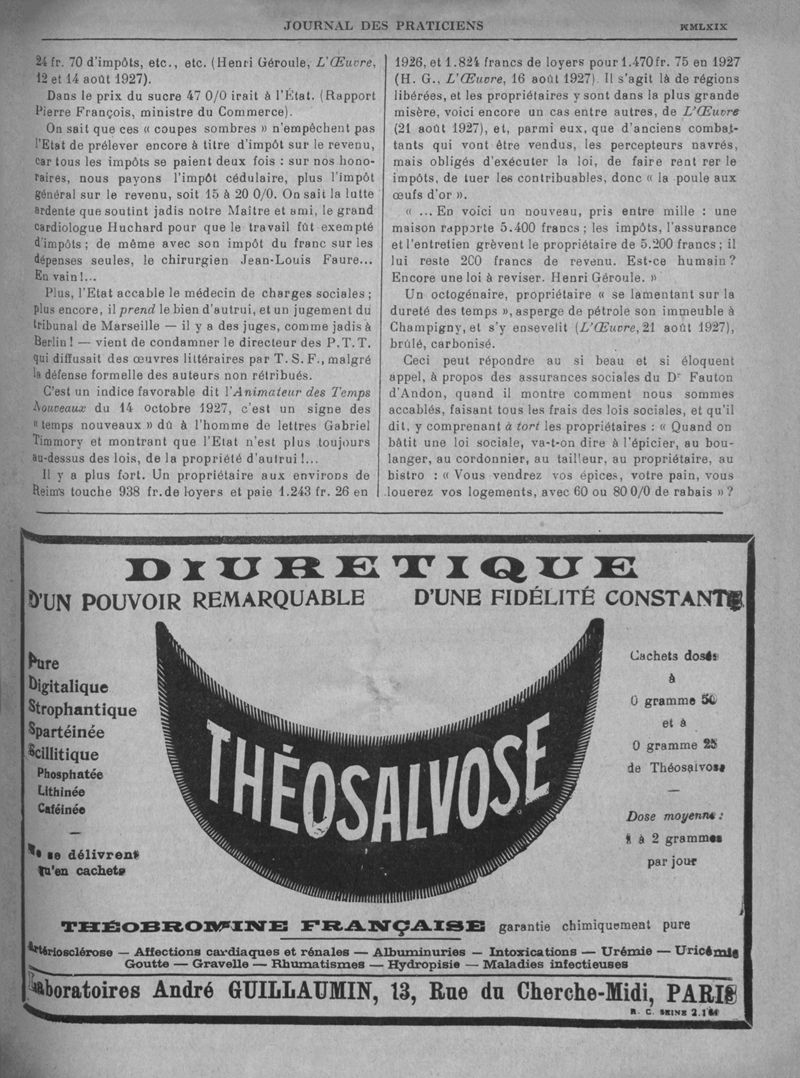 JOURNAL DES PRATICIENS
24 fr. 70 d'impôts, etc., etc. (Henri Géroule, L'Œuvre,
12 et 14 août 1927).
Dans le prix du sucre 47 0/0 irait à l'État. (Rapport
Pierre François, ministre du Commerce).
On sait que ces « coupes sombres » n'empêchent pas
l'Etat de prélever encore à titre d'impôt sur le revenu,
car tous les impôts se paient deux fois : sur nos hono-
raires, nous payons l'impôt cédulaire, plus l'impôt
général sur le revenu, soit 15 à 20 0/0. On sait la lutte
ardente que soutint jadis notre Maître et ami, le grand
cardiologue Huchard pour que le travail fût exempté
d'impôts ; de même avec son impôt du franc sur les
dépenses seules, le chirurgien Jean-Louis Faure...
En vain !...
Plus, l'Etat accable le médecin de charges sociales ;
plus encore, il prend le bien d'autrui, et un jugement du
tribunal de Marseille — il y a des juges, comme jadis à
Berlin ! — vient de condamner le directeur des P. T. T.
qui diffusait des œuvres littéraires par T. S. F., malgré
la défense formelle des auteurs non rétribués.
C'est un indice favorable dit l'Animateur des Temps
Nouveaux du 14 octobre 1927, c'est un signe des
« temps nouveaux » dû à l'homme de lettres Gabriel
Timmory et montrant que l'Etat n'est plus toujours
au-dessus des lois, de la propriété d'autrui !...
Il y a plus fort. Un propriétaire aux environs de
Reims touche 938 fr. de loyers et paie 1.243 fr. 26 en
1926, et 1.824 francs de loyers pour 1.470 fr. 75 en 1927
(H. G., L'Œuvre, 16 août 1927). Il s'agit là de régions
libérées, et les propriétaires y sont dans la plus grande
misère, voici encore un cas entre autres, de L'Œuvre
(21 août 1927), et, parmi eux, que d'anciens combat-
tants qui vont être vendus, les percepteurs navrés,
mais obligés d'exécuter la loi, de faire rent rer le
impôts, de tuer les contribuables, donc « la poule aux
œufs d'or ».
« ... En voici un nouveau, pris entre mille : une
maison rapporte 5.400 francs ; les impôts, l'assurance
et l'entretien grèvent le propriétaire de 5.200 francs ; il
lui reste 200 francs de revenu. Est-ce humain ?
Encore une loi à reviser. Henri Géroule. »
Un octogénaire, propriétaire « se lamentant sur la
dureté des temps », asperge de pétrole son immeuble à
Champigny, et s'y ensevelit (L'Œuvre, 21 août 1927),
brûlé, carbonisé.
Ceci peut répondre au si beau et si éloquent
appel, à propos des assurances sociales du Dr Fauton
d'Andon, quand il montre comment nous sommes
accablés, faisant tous les frais des lois sociales, et qu'il
dit, y comprenant à tort les propriétaires : « Quand on
bâtit une loi sociale, va-t-on dire à l'épicier, au bou-
langer, au cordonnier, au tailleur, au propriétaire, au
bistro : « Vous vendrez vos épices, votre pain, vous
louerez vos logements, avec 60 ou 80 0/0 de rabais » ?
DIURETIQUE
D'UN POUVOIR REMARQUABLE D'UNE FIDÉLITÉ CONSTANTE
Pure
Digitalique
Strophantique
Spartéinée
Scillitique
Phosphatée
Lithinée
Caféinée
Ne se délivrent
qu'en cachets
THÉOSALVOSE
Cachets dosés
à
0 gramme 50
et à
0 gramme 25
de Théosalvose
Dose moyenne :
1 à 2 grammes
par jour
THÉOBROMINE FRANÇAISE garantie chimiquement pure
Artériosclérose — Affections cardiaques et rénales — Albuminuries — Intoxications — Urémie — Uricémie
Goutte — Gravelle — Rhumatismes — Hydropisie — Maladies infectieuses
Laboratoires André GUILLAUMIN, 13, Rue du Cherche-Midi, PARIS
R. C. SEINE